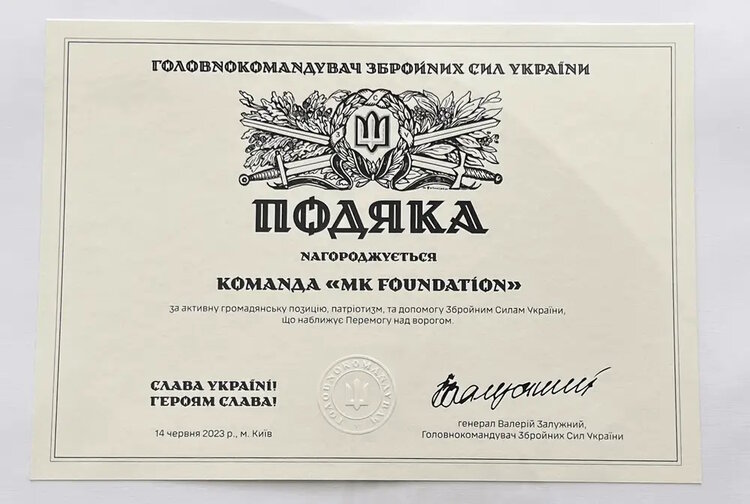 ГОЛОВНОКОМАНДУВАЧ ЗБРОЙНИХ СИЛ УКРАЇНИ
ПОДЯКА
НАГОРОДЖУЄТЬСЯ
КОМАНДА «MK FOUNDATION»
за активну громадянську позицію, патріотизм, та допомогу Збройним Силам України,
що наближує Перемогу над ворогом.
СЛАВА УКРАЇНІ!
ГЕРОЯМ СЛАВА!
ГОЛОВНОКОМАНДУВАЧ
14 червня 2023 р., м. Київ
генерал Валерій Залужний,
Головнокомандувач Збройних Сил України